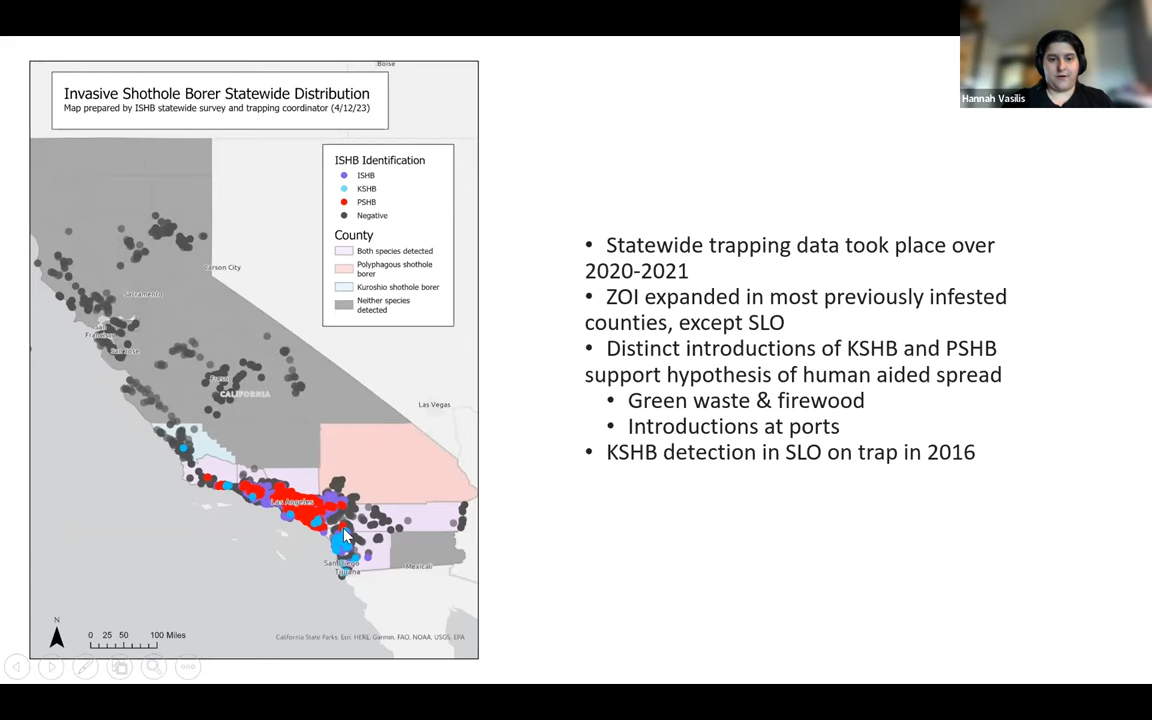 Boise
Invasive Shothole Borer Statewide Distribution
Map prepared by ISHB statewide survey and trapping coordinator (4/12/23)
ISHB Identification
ISHB
KSHB
PSHB
Negative
County
Both species detected
Polyphagous shothole
borer
Kuroshio shothole borer
Neither species
detected
Carson City
Sacramento
San
Francisco
San Jose
Fresno
CALIFORNIA
Las Vegas
Los Angeles
San Diego
Tijuana
Mexicali
N
0 25 50 100 Miles
California State Parks, Esri, HERE, Garmin, FAO, NOAA, USGS, EPA
Hannah Vasilis
• Statewide trapping data took place over
2020-2021
• ZOI expanded in most previously infested
counties, except SLO
• Distinct introductions of KSHB and PSHB
support hypothesis of human aided spread
• Green waste & firewood
• Introductions at ports
• KSHB detection in SLO on trap in 2016